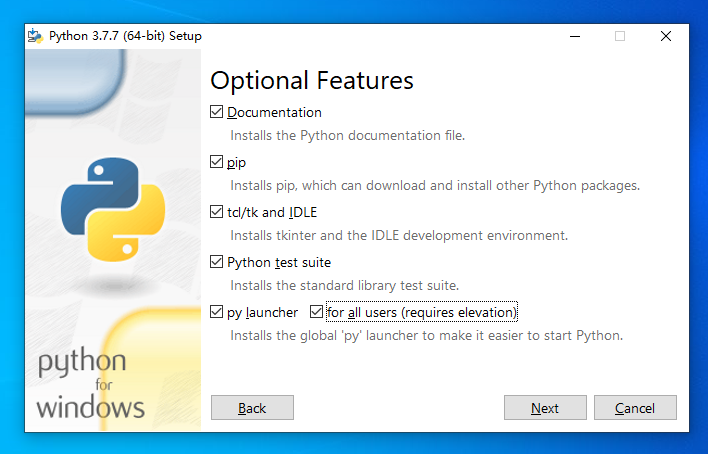 Python 3.7.7 (64-bit) Setup
Optional Features
Documentation
Installs the Python documentation file.
pip
Installs pip, which can download and install other Python packages.
tcl/tk and IDLE
Installs tkinter and the IDLE development environment.
Python test suite
Installs the standard library test suite.
py launcher for all users (requires elevation)
Installs the global 'py' launcher to make it easier to start Python.
python
for
windows
Back Next Cancel